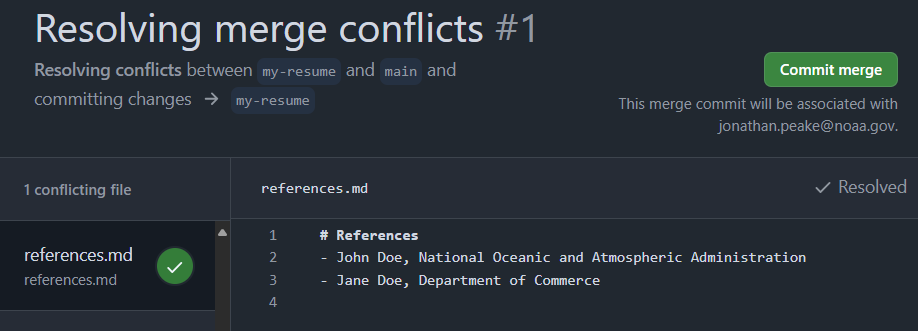 Resolving merge conflicts #1
Resolving conflicts between my-resume and main and
committing changes → my-resume
Commit merge
This merge commit will be associated with
jonathan.peake@noaa.gov.
1 conflicting file
references.md
references.md
references.md
Resolved
1 # References
2 - John Doe, National Oceanic and Atmospheric Administration
3 - Jane Doe, Department of Commerce
4